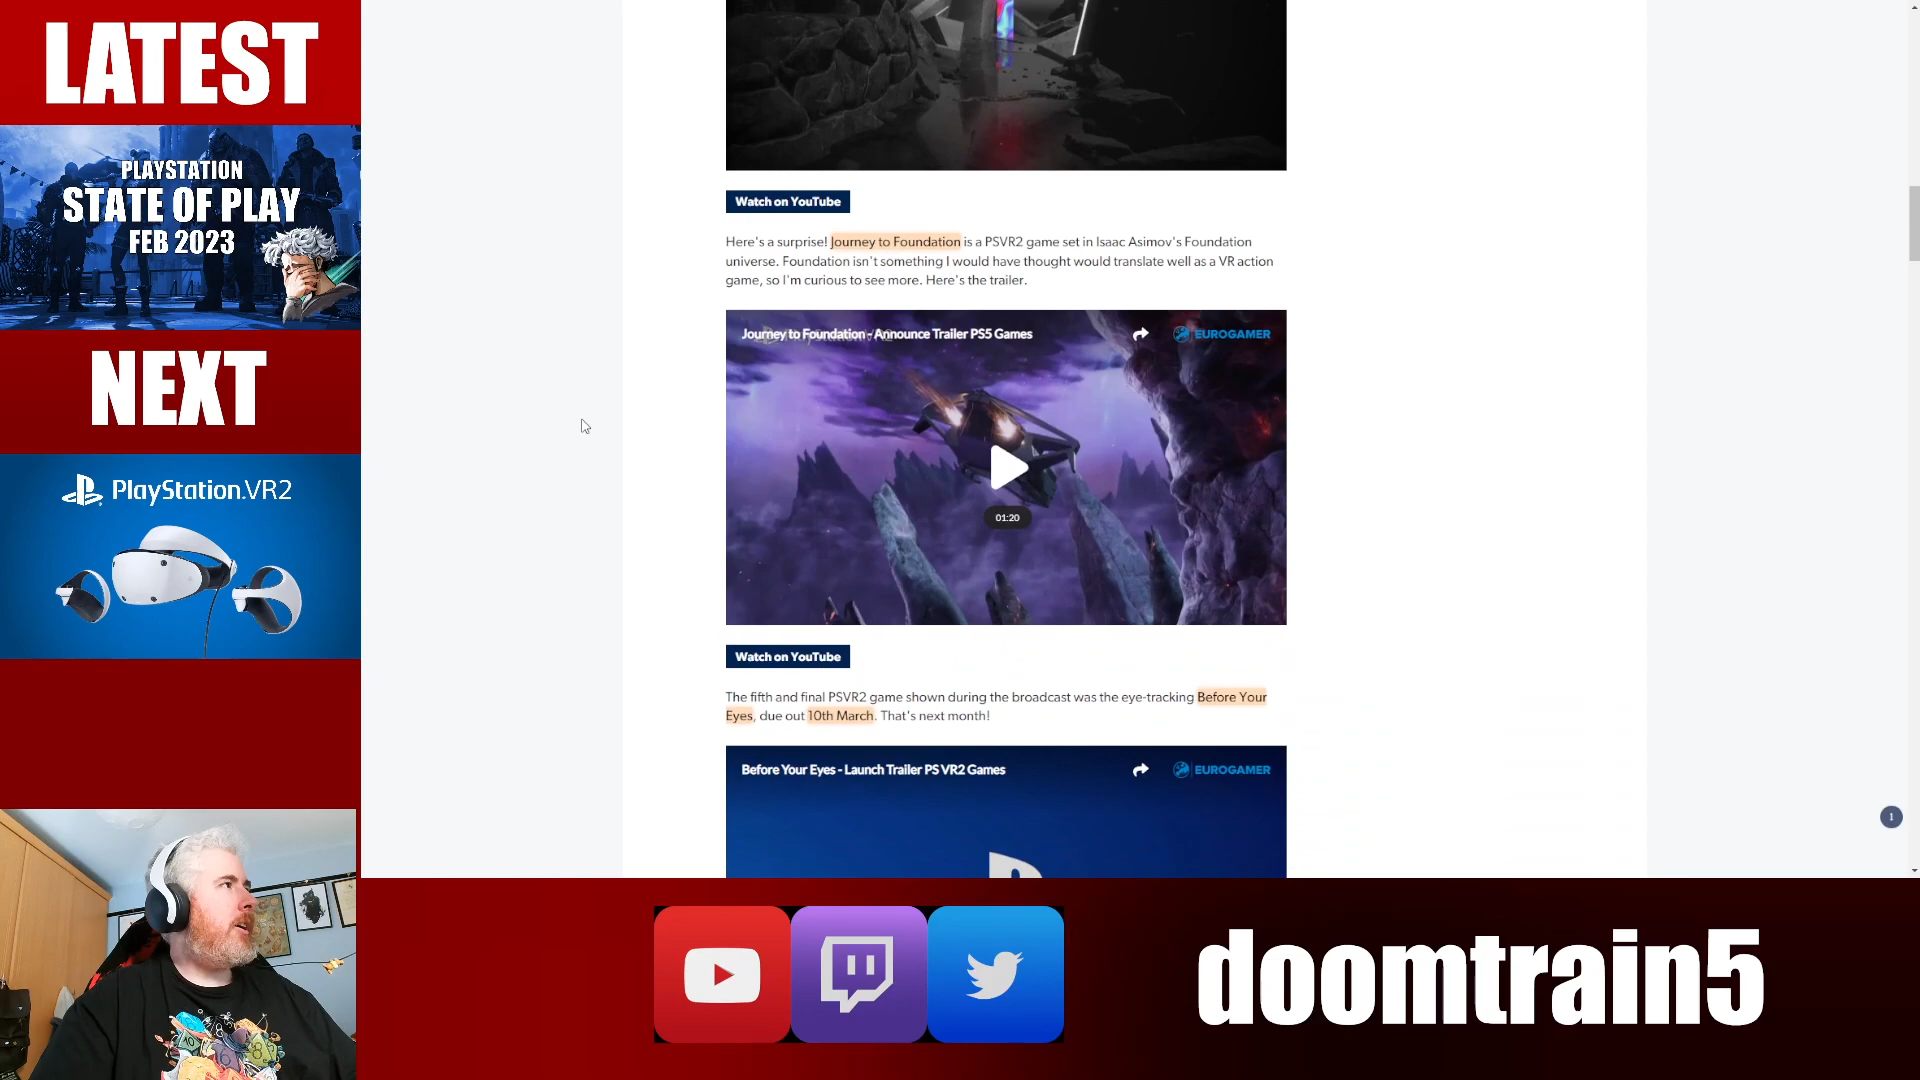 LATEST
PLAYSTATION
STATE OF PLAY
FEB 2023
NEXT
PlayStation.VR2
Watch on YouTube
Here's a surprise! Journey to Foundation is a PSVR2 game set in Isaac Asimov's Foundation
universe. Foundation isn't something I would have thought would translate well as a VR action
game, so I'm curious to see more. Here's the trailer.
Journey to Foundation - Announce Trailer PS5 Games
EUROGAMER
01:20
Watch on YouTube
The fifth and final PSVR2 game shown during the broadcast was the eye-tracking Before Your
Eyes, due out 10th March. That's next month!
Before Your Eyes - Launch Trailer PS VR2 Games
EUROGAMER
1
doomtrain5